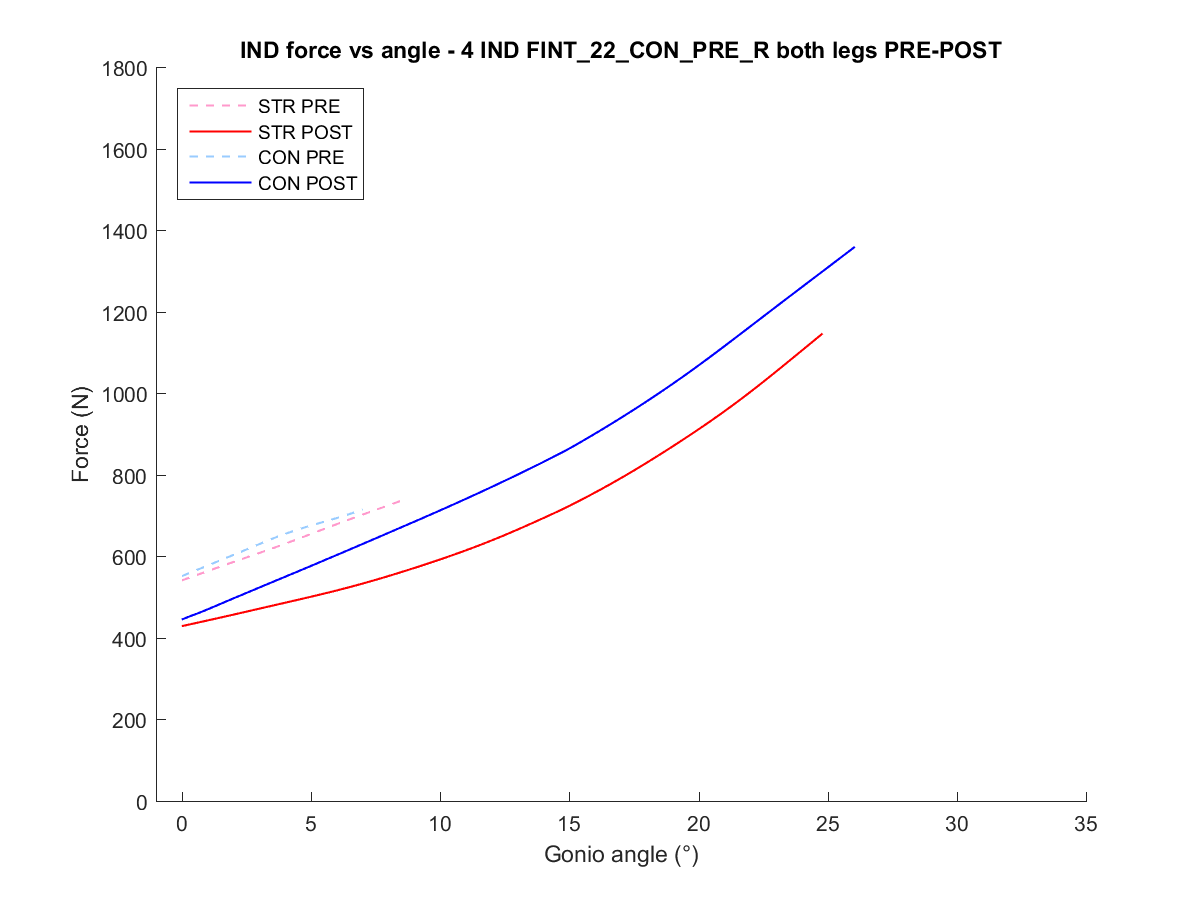 IND force vs angle - 4 IND FINT_22_CON_PRE_R both legs PRE-POST
1800
1600
1400
1200
1000
800
600
400
200
0
STR PRE
STR POST
CON PRE
CON POST
Force (N)
0 5 10 15 20 25 30 35
Gonio angle (°)